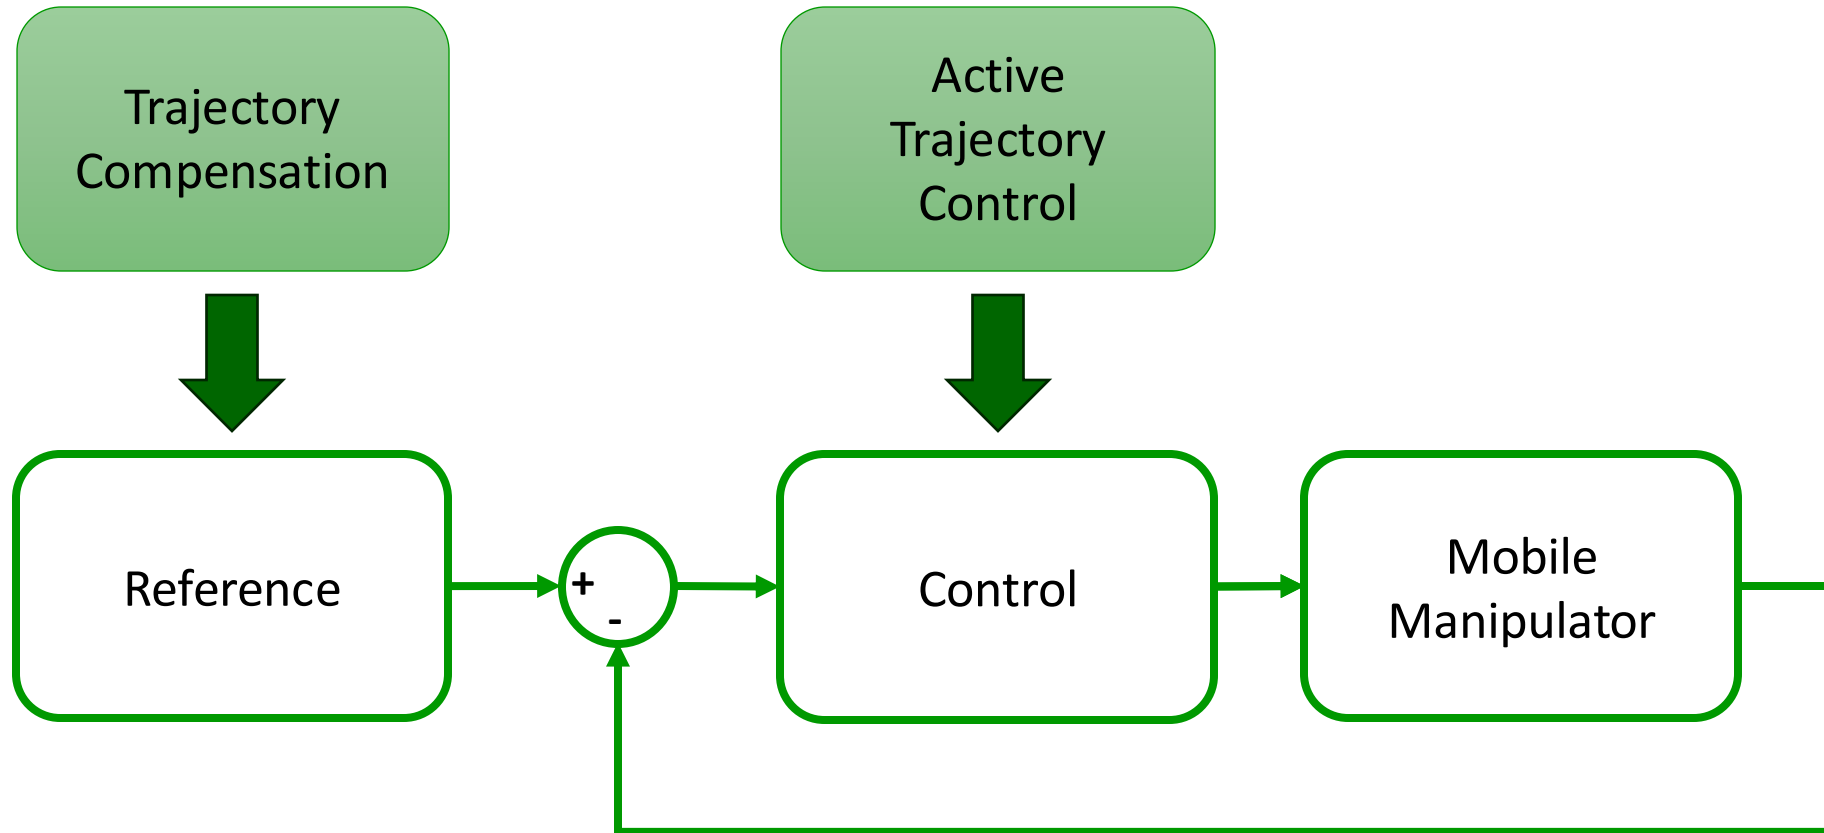 Trajectory
Compensation
Active
Trajectory
Control
Reference
+
-
Control
Mobile
Manipulator